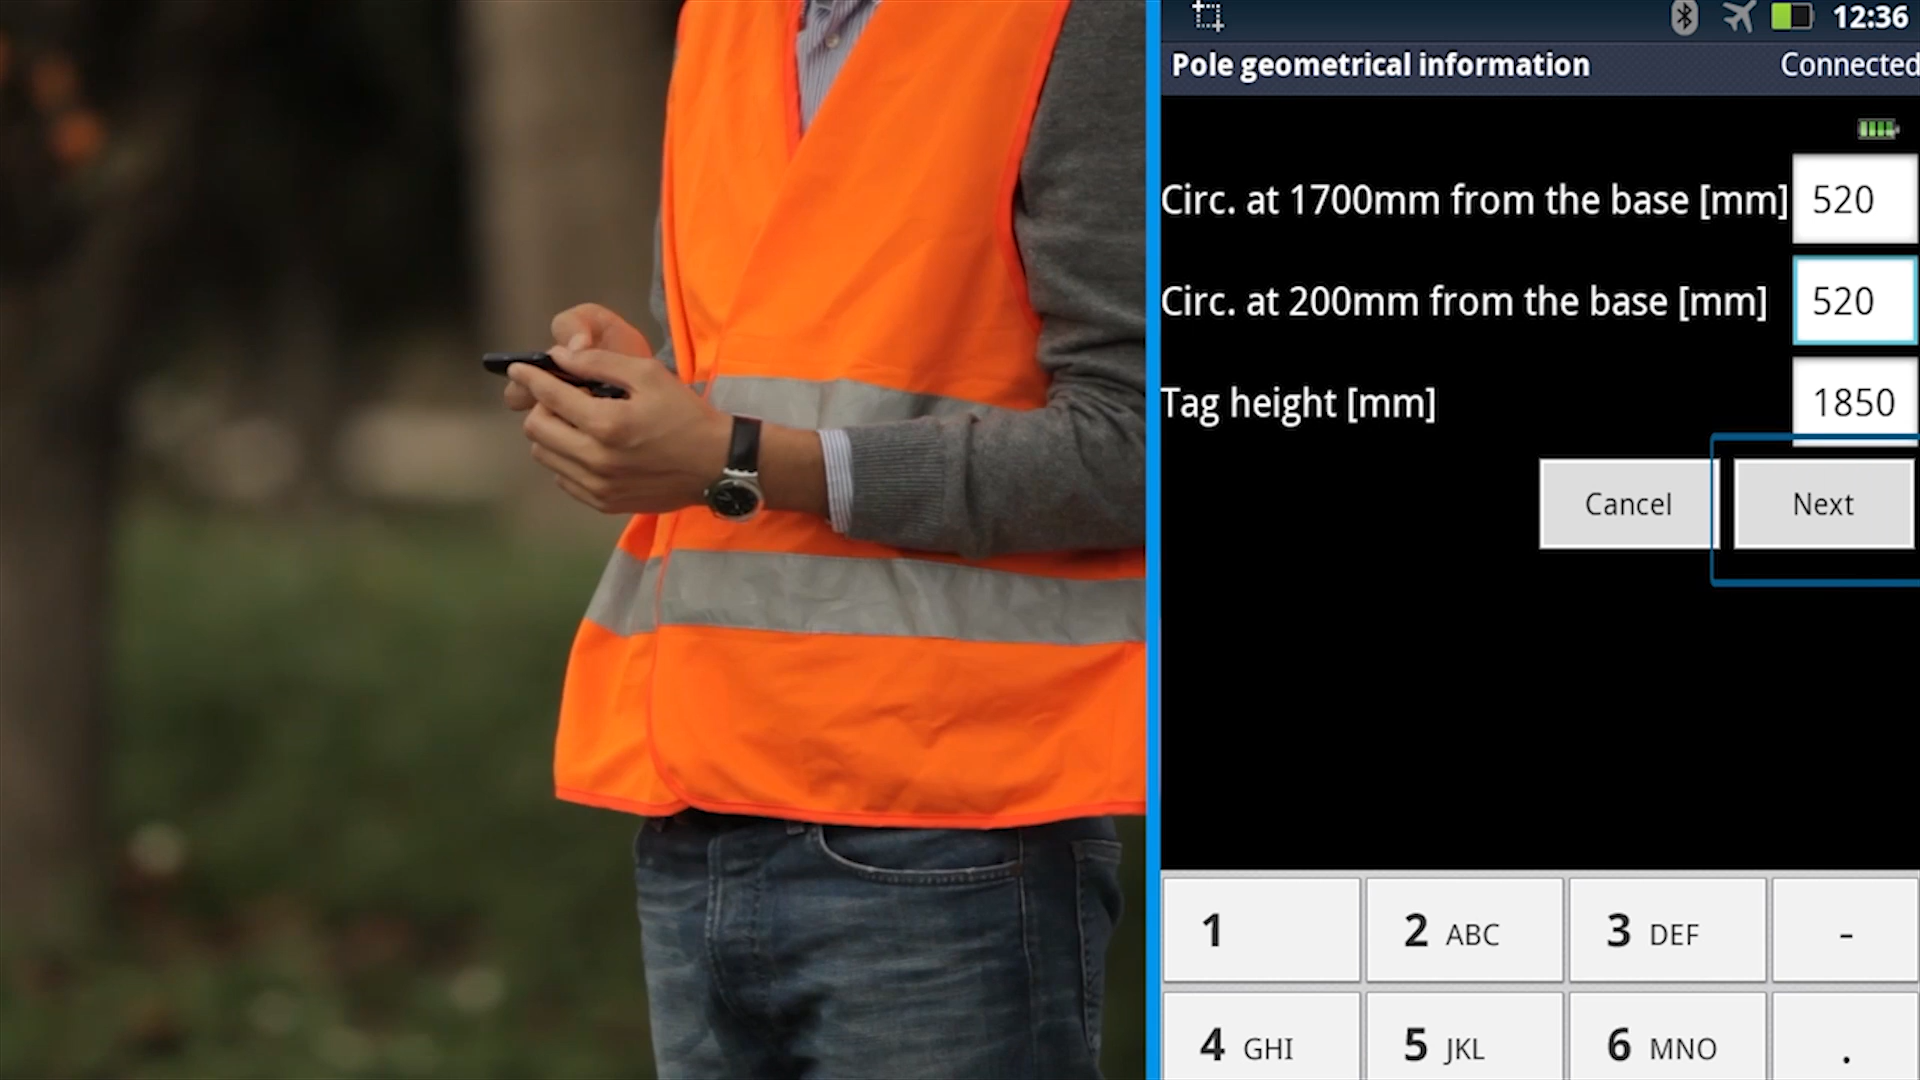 12:36
Pole geometrical information Connected
Circ. at 1700mm from the base [mm] 520
Circ. at 200mm from the base [mm] 520
Tag height [mm] 1850
Cancel Next
1 2 ABC 3 DEF -
4 GHI 5 JKL 6 MNO .